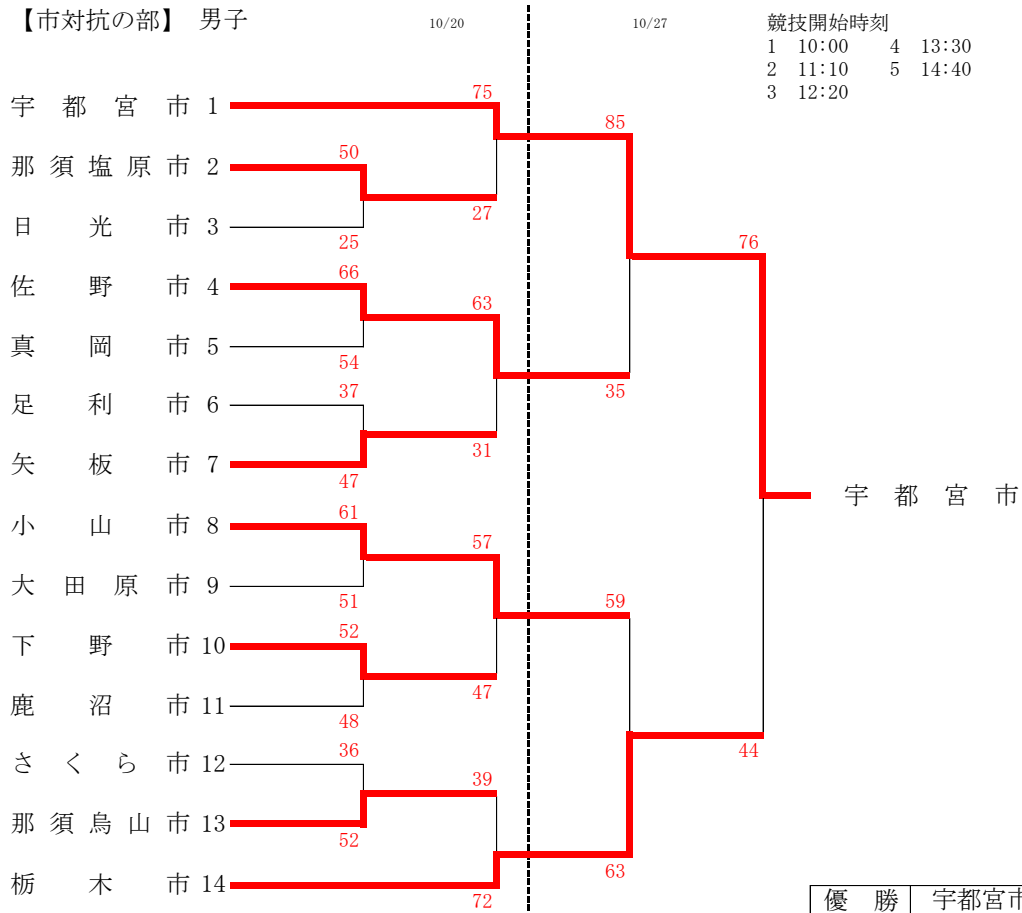 【市対抗の部】 男子 10/20 10/27 競技開始時刻
1 10:00 4 13:30
2 11:10 5 14:40
3 12:20
75
宇都宮市 1
85
50
那須塩原市 2
27
日光市 3
25
76
66
佐野市 4
63
真岡市 5
54
37
35
足利市 6
31
矢板市 7
47
宇都宮市
61
小山市 8
57
大田原市 9
51
59
52
下野市 10
47
鹿沼市 11
48
36
44
さくら市 12
39
那須烏山市 13
52
63
栃木市 14
72
優勝 宇都宮市